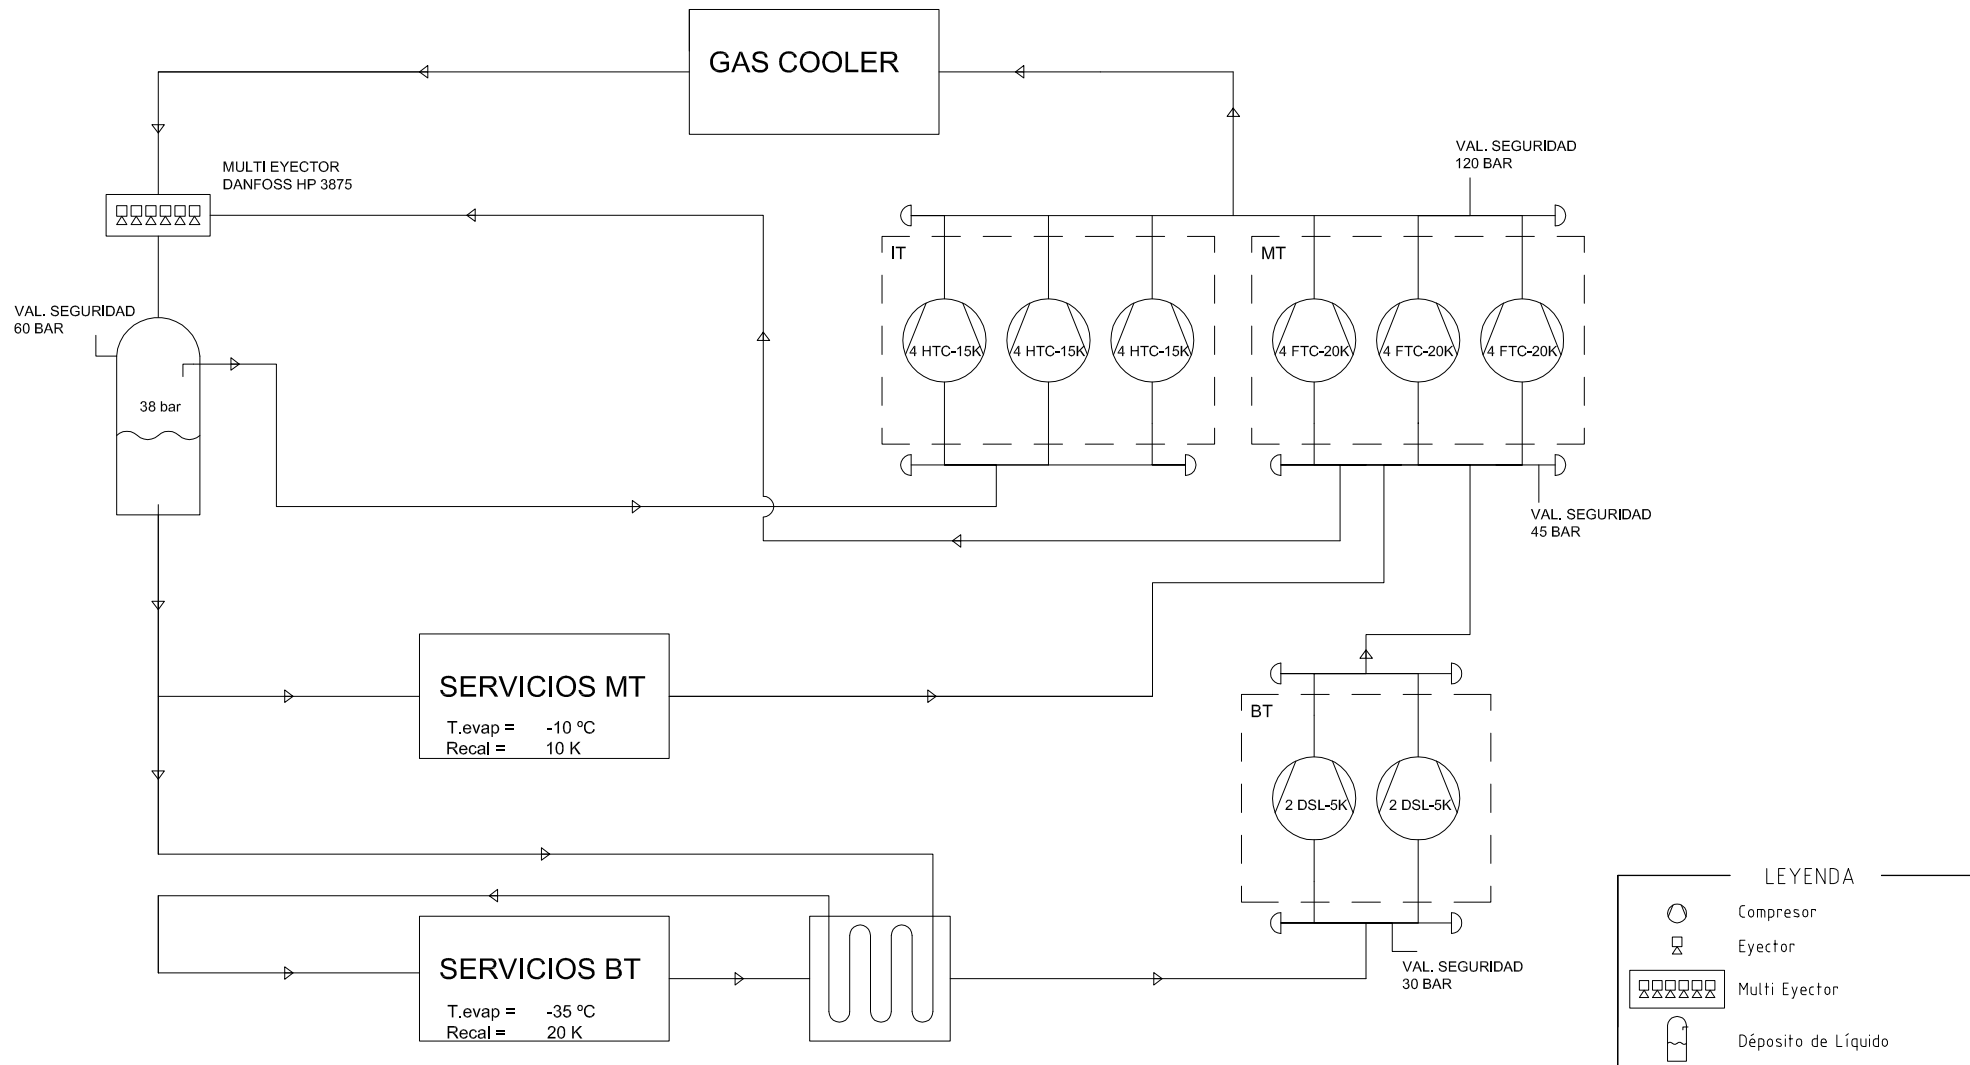 GAS COOLER
VAL. SEGURIDAD
120 BAR
MULTI EYECTOR
DANFOSS HP 3875
IT
MT
VAL. SEGURIDAD
60 BAR
4 HTC-15K
4 HTC-15K
4 HTC-15K
4 FTC-20K
4 FTC-20K
4 FTC-20K
38 bar
VAL. SEGURIDAD
45 BAR
SERVICIOS MT
T.evap = -10 ºC
Recal = 10 K
BT
2 DSL-5K
2 DSL-5K
SERVICIOS BT
T.evap = -35 ºC
Recal = 20 K
VAL. SEGURIDAD
30 BAR
LEYENDA
Compresor
Eyector
Multi Eyector
Déposito de Líquido